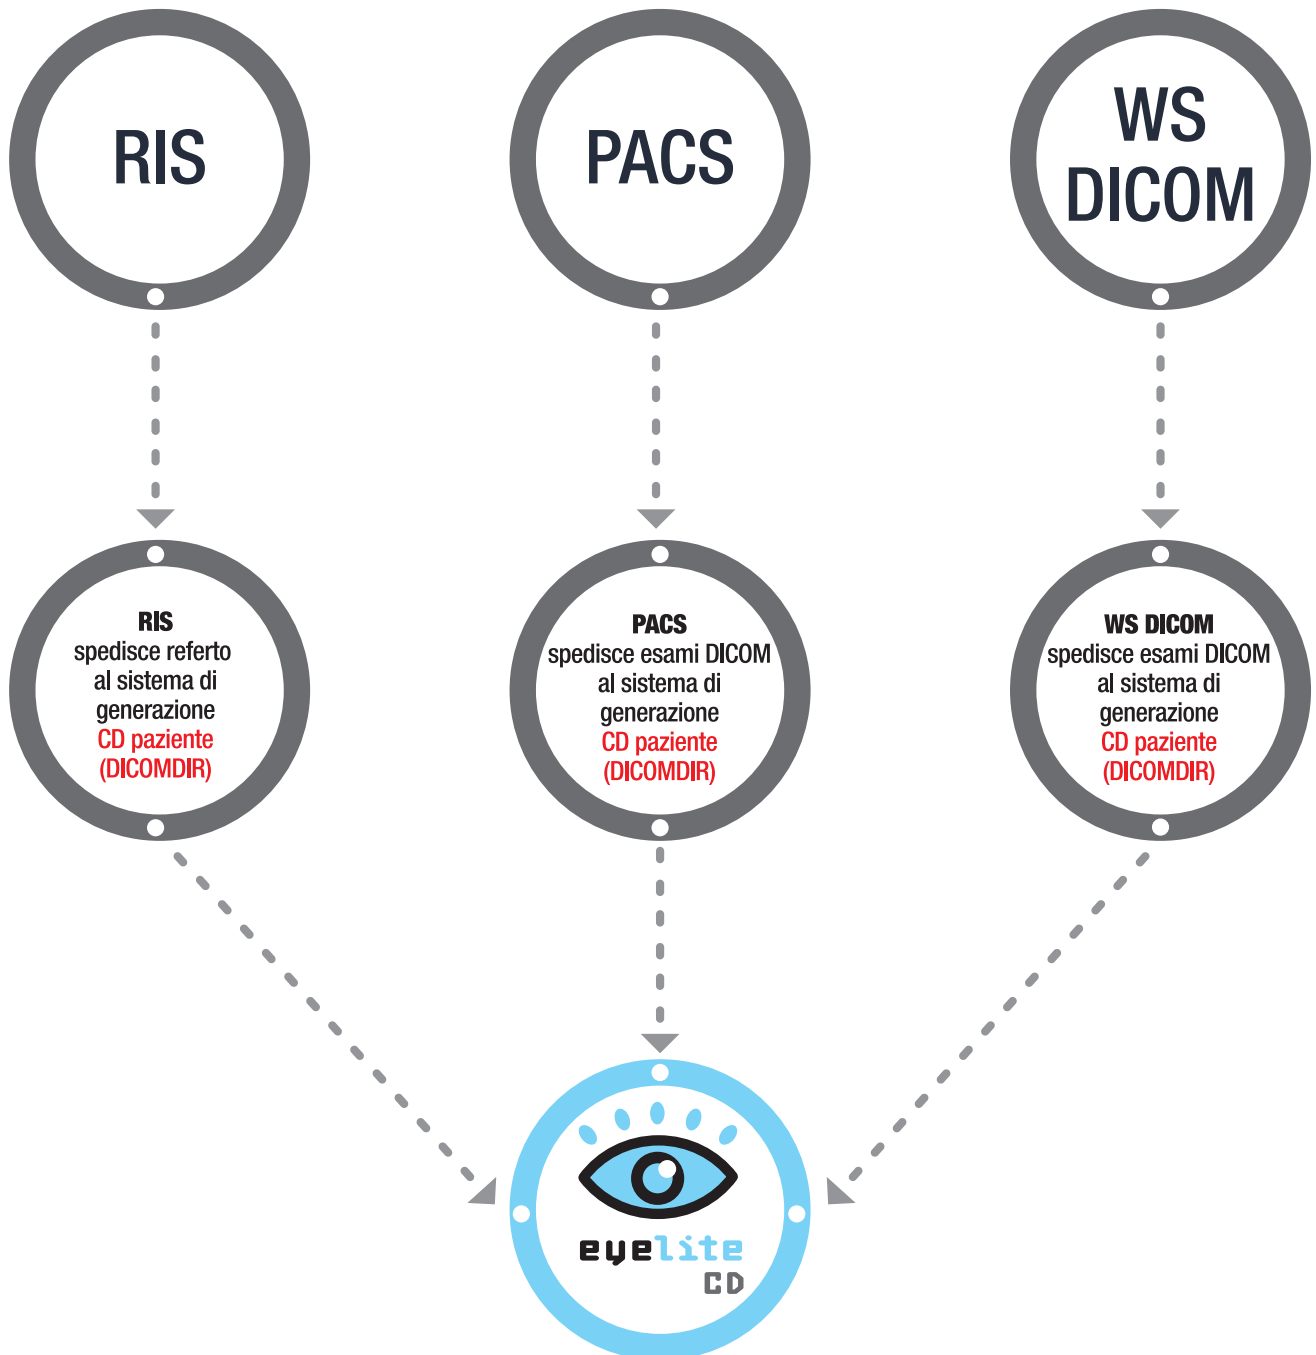 RIS
PACS
WS
DICOM
RIS
spedisce referto
al sistema di
generazione
CD paziente
(DICOMDIR)
PACS
spedisce esami DICOM
al sistema di
generazione
CD paziente
(DICOMDIR)
WS DICOM
spedisce esami DICOM
al sistema di
generazione
CD paziente
(DICOMDIR)
eyelite
CD